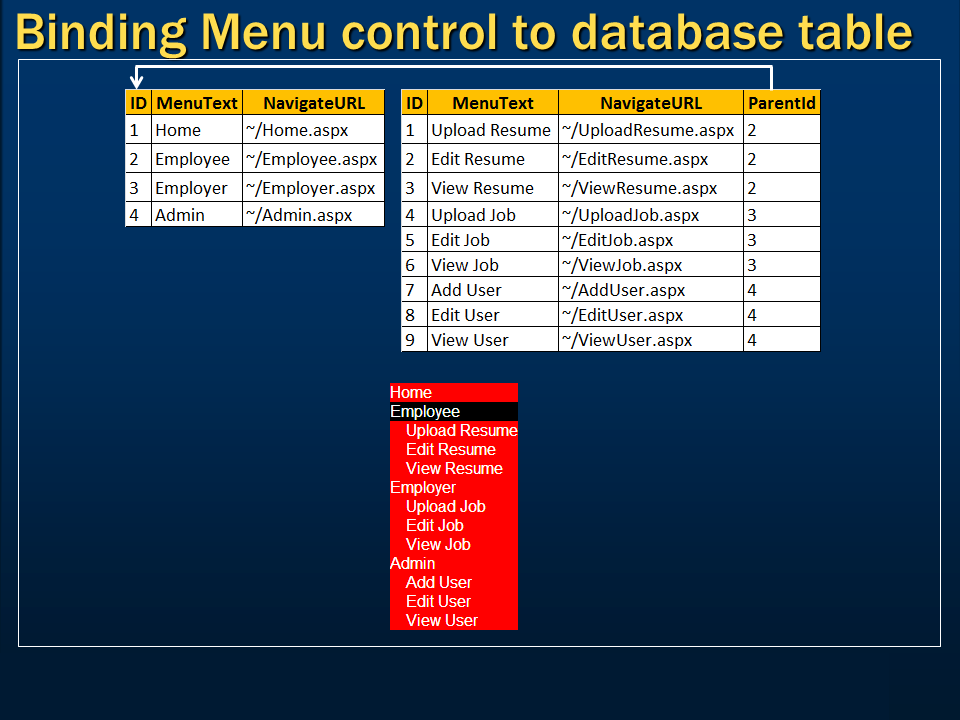 Binding Menu control to database table
ID MenuText NavigateURL
1 Home ~/Home.aspx
2 Employee ~/Employee.aspx
3 Employer ~/Employer.aspx
4 Admin ~/Admin.aspx
ID MenuText NavigateURL ParentId
1 Upload Resume ~/UploadResume.aspx 2
2 Edit Resume ~/EditResume.aspx 2
3 View Resume ~/ViewResume.aspx 2
4 Upload Job ~/UploadJob.aspx 3
5 Edit Job ~/EditJob.aspx 3
6 View Job ~/ViewJob.aspx 3
7 Add User ~/AddUser.aspx 4
8 Edit User ~/EditUser.aspx 4
9 View User ~/ViewUser.aspx 4
Home
Employee
Upload Resume
Edit Resume
View Resume
Employer
Upload Job
Edit Job
View Job
Admin
Add User
Edit User
View User